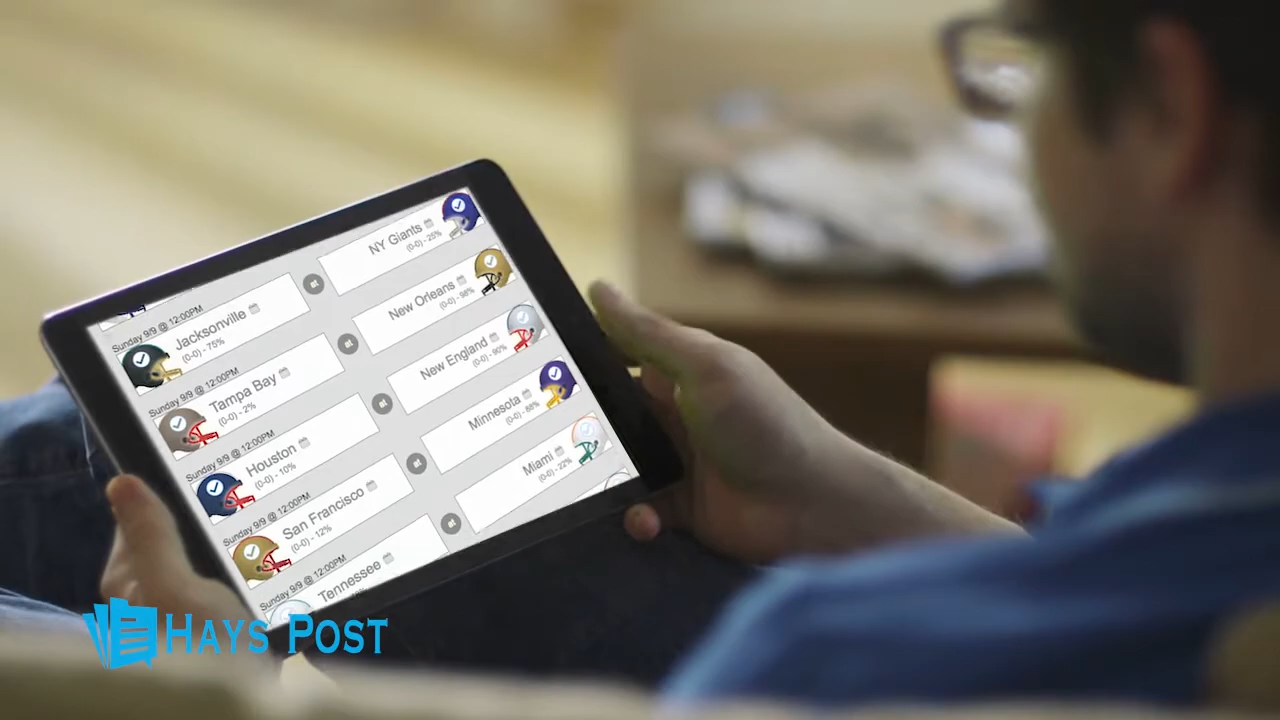 NY Giants
(0-0) - 25%
Sunday 9/9 @ 12:00PM
Jacksonville
(0-0) - 75%
at
New Orleans
(0-0) - 98%
Sunday 9/9 @ 12:00PM
Tampa Bay
(0-0) - 2%
at
New England
(0-0) - 90%
Sunday 9/9 @ 12:00PM
Houston
(0-0) - 10%
at
Minnesota
(0-0) - 88%
Sunday 9/9 @ 12:00PM
San Francisco
(0-0) - 12%
at
Miami
(0-0) - 22%
Sunday 9/9 @ 12:00PM
Tennessee
at
HAYS POST